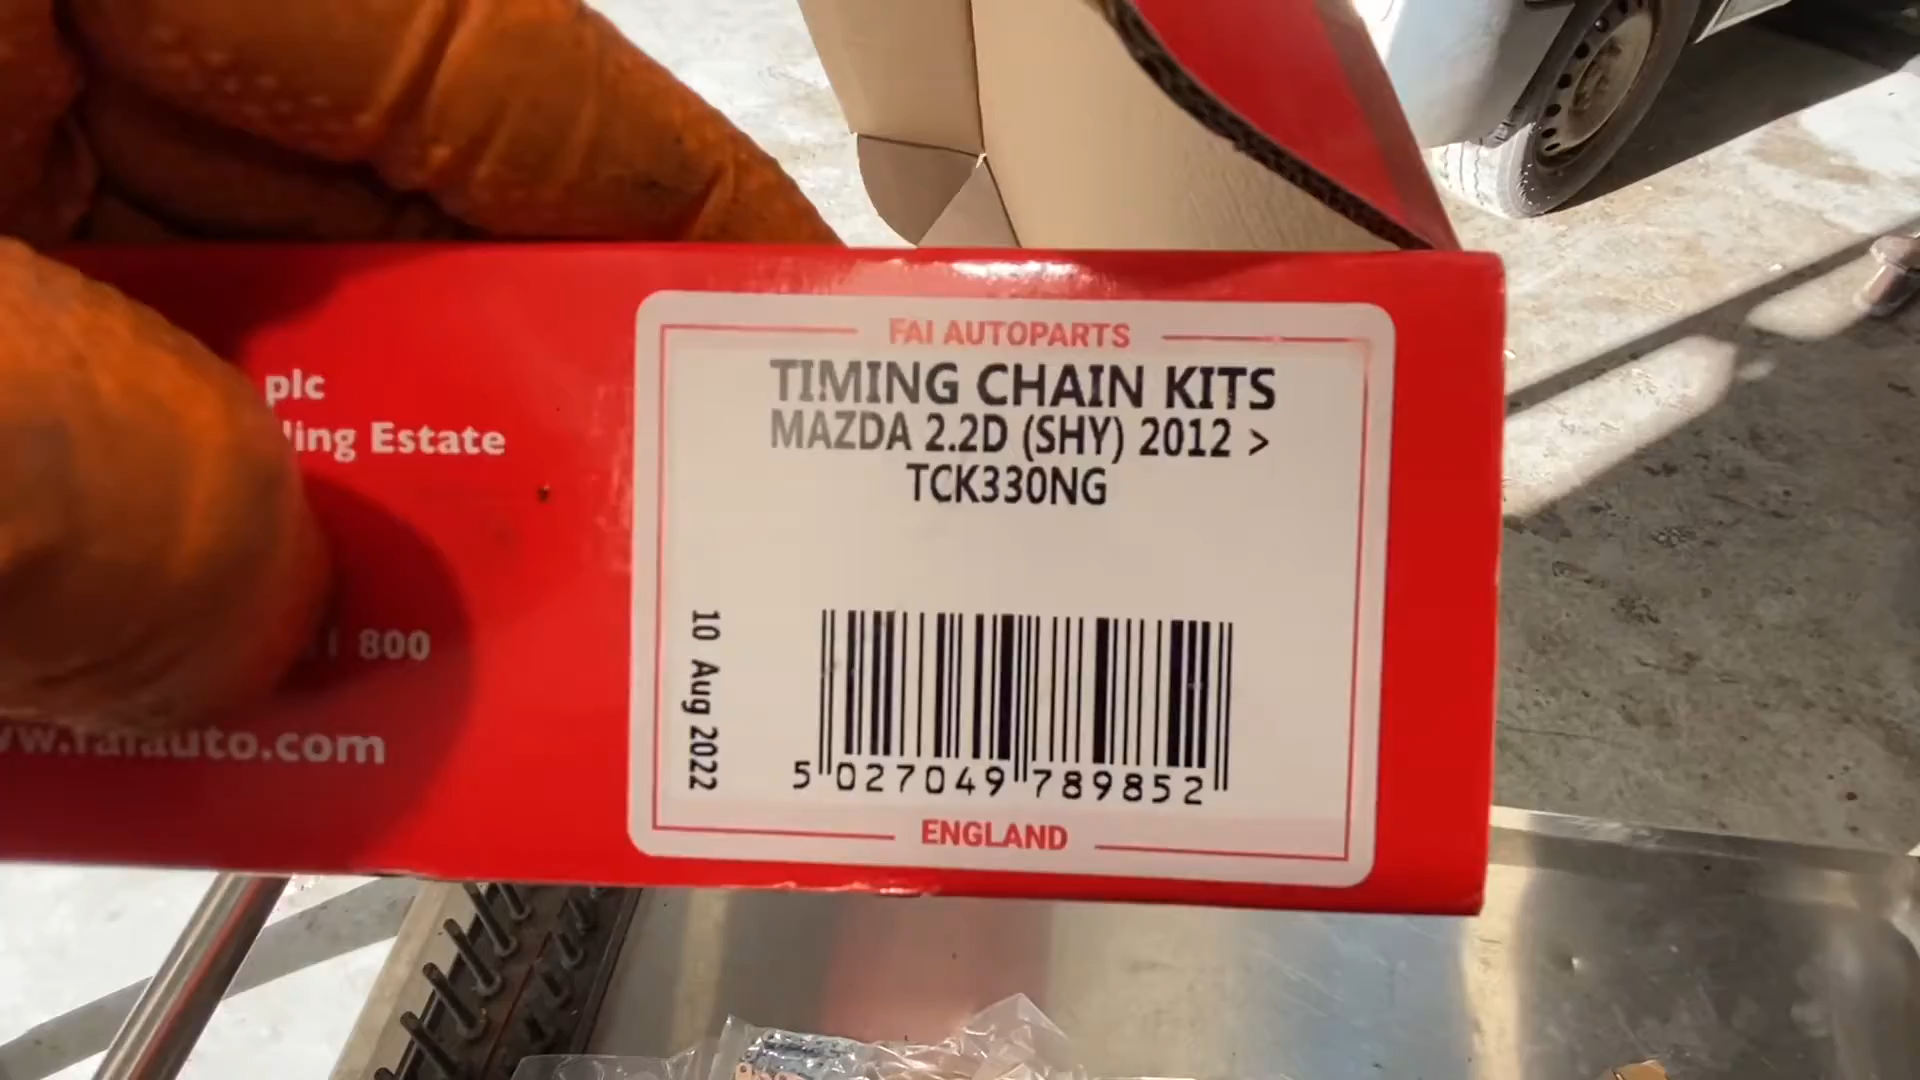 plc
ling Estate
800
www.faiauto.com
FAI AUTOPARTS
TIMING CHAIN KITS
MAZDA 2.2D (SHY) 2012 >
TCK330NG
10 Aug 2022
5 027049 789852
ENGLAND